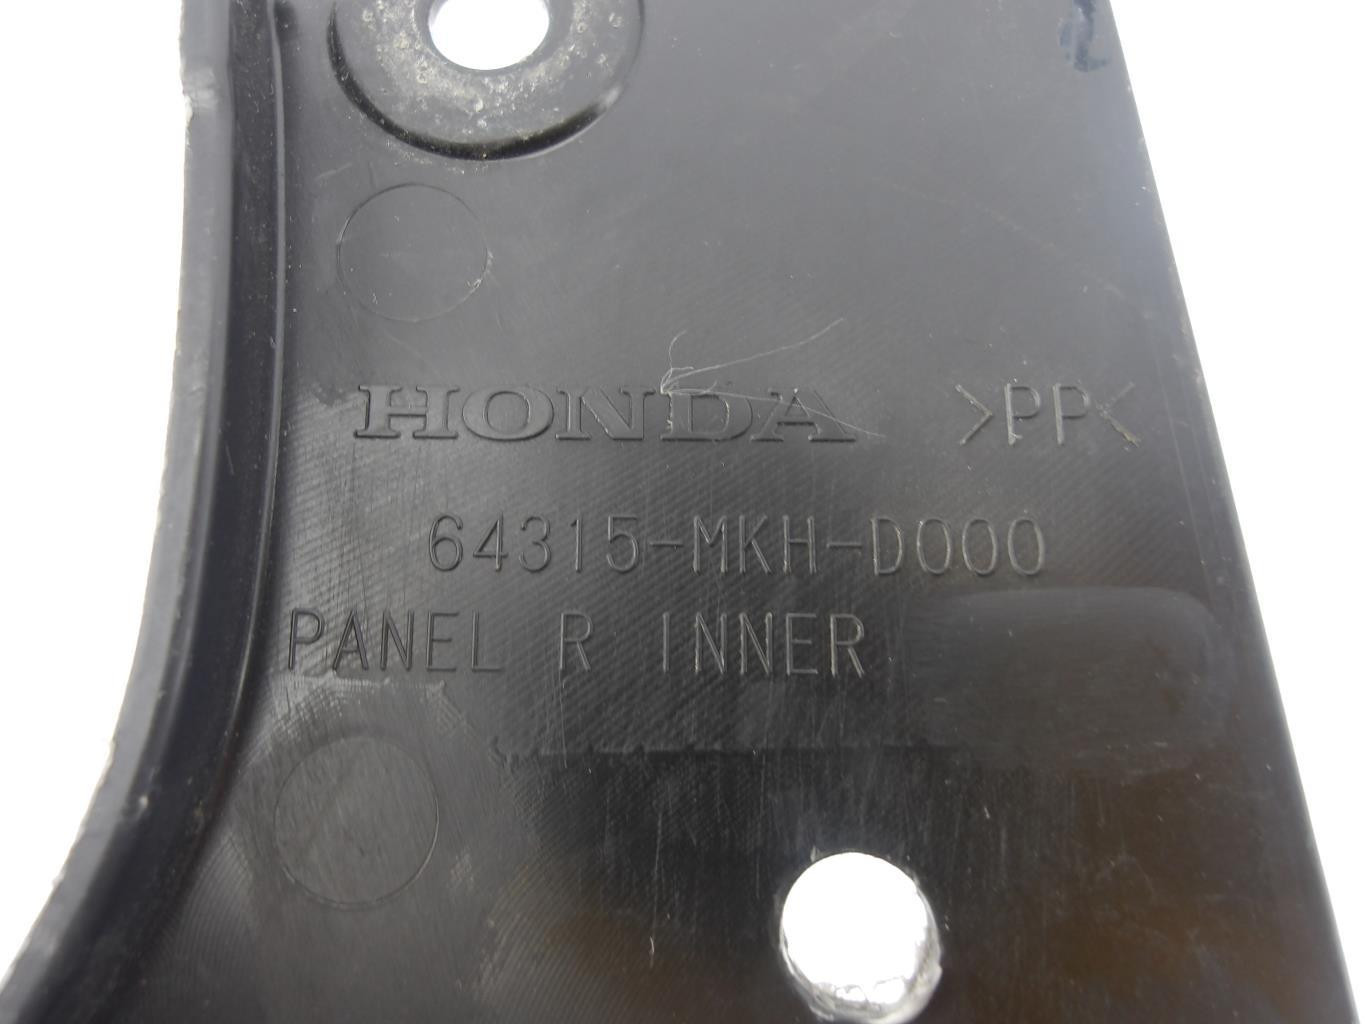 HONDA >PP<
64315-MKH-D000
PANEL R INNER